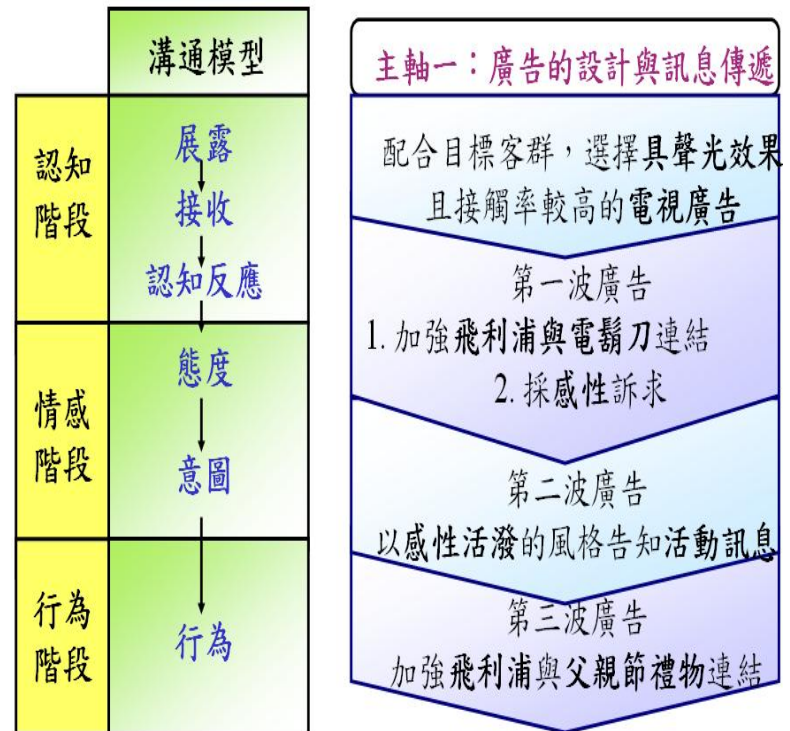 溝通模型
認知
階段
展露
接收
認知反應
情感
階段
態度
意圖
行為
階段
行為
主軸一：廣告的設計與訊息傳遞
配合目標客群，選擇具聲光效果
且接觸率較高的電視廣告
第一波廣告
1. 加強飛利浦與電鬍刀連結
2. 採感性訴求
第二波廣告
以感性活潑的風格告知活動訊息
第三波廣告
加強飛利浦與父親節禮物連結